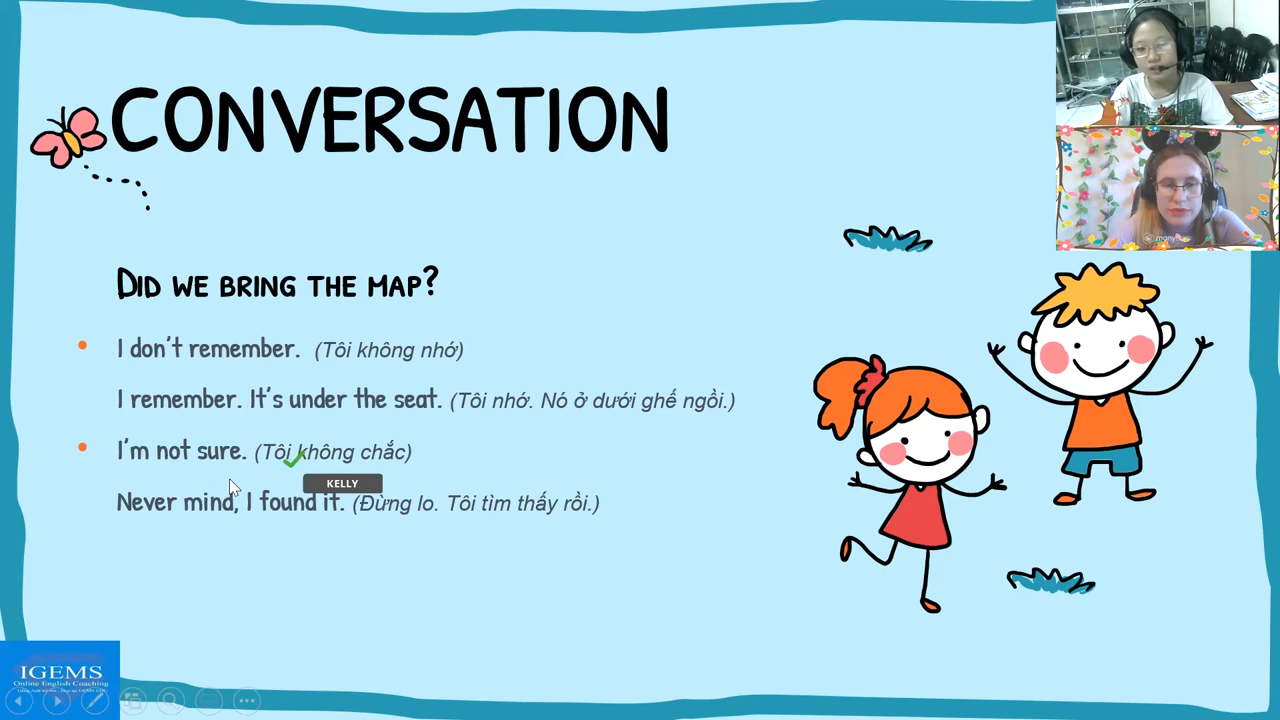 CONVERSATION
DID WE BRING THE MAP?
I don't remember. (Tôi không nhớ)
I remember. It's under the seat. (Tôi nhớ. Nó ở dưới ghế ngồi.)
I'm not sure. (Tôi không chắc)
KELLY
Never mind, I found it. (Đừng lo. Tôi tìm thấy rồi.)
IGEMS
Online English Coaching